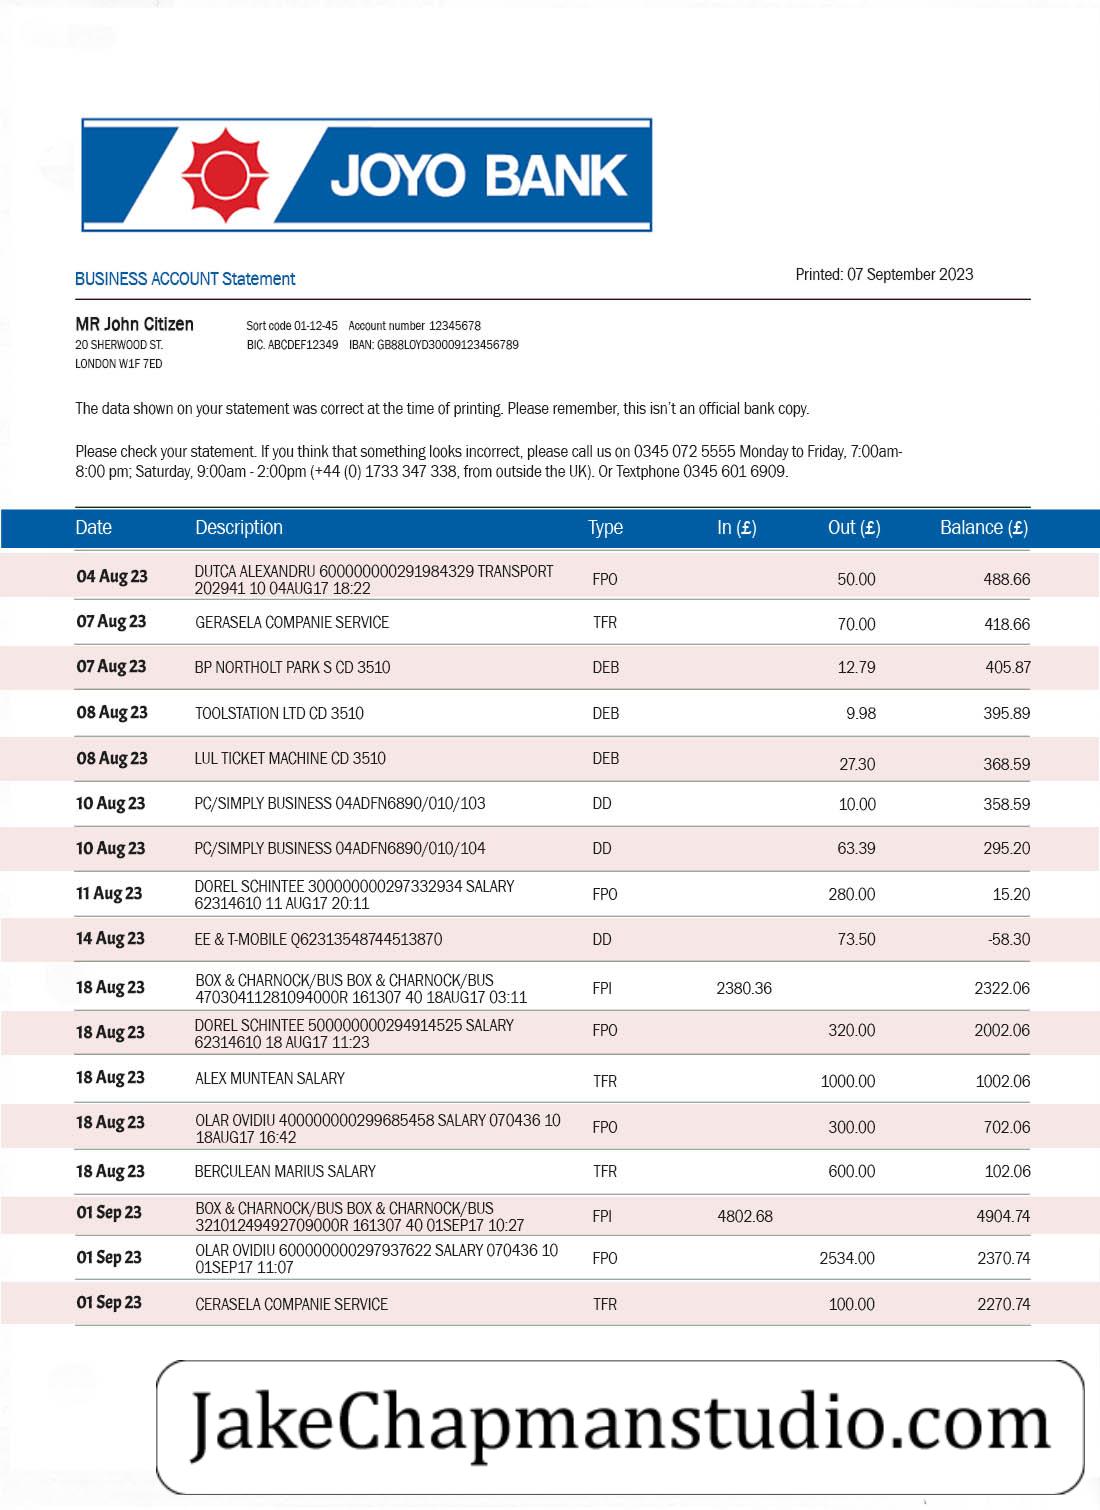 JOYO BANK
BUSINESS ACCOUNT Statement
Printed: 07 September 2023
MR John Citizen
Sort code 01-12-45 Account number 12345678
20 SHERWOOD ST.
BIC. ABCDEF12349 IBAN: GB88LOYD30009123456789
LONDON W1F 7ED
The data shown on your statement was correct at the time of printing. Please remember, this isn't an official bank copy.
Please check your statement. If you think that something looks incorrect, please call us on 0345 072 5555 Monday to Friday, 7:00am-
8:00 pm; Saturday, 9:00am - 2:00pm (+44 (0) 1733 347 338, from outside the UK). Or Textphone 0345 601 6909.
Date Description Type In (£) Out (£) Balance (£)
04 Aug 23 DUTCA ALEXANDRU 600000000291984329 TRANSPORT
202941 10 04AUG17 18:22 FPO 50.00 488.66
07 Aug 23 GERASELA COMPANIE SERVICE TFR 70.00 418.66
07 Aug 23 BP NORTHOLT PARK S CD 3510 DEB 12.79 405.87
08 Aug 23 TOOLSTATION LTD CD 3510 DEB 9.98 395.89
08 Aug 23 LUL TICKET MACHINE CD 3510 DEB 27.30 368.59
10 Aug 23 PC/SIMPLY BUSINESS 04ADFN6890/010/103 DD 10.00 358.59
10 Aug 23 PC/SIMPLY BUSINESS 04ADFN6890/010/104 DD 63.39 295.20
11 Aug 23 DOREL SCHINTEE 300000000297332934 SALARY
62314610 11 AUG17 20:11 FPO 280.00 15.20
14 Aug 23 EE & T-MOBILE Q62313548744513870 DD 73.50 -58.30
18 Aug 23 BOX & CHARNOCK/BUS BOX & CHARNOCK/BUS
47030411281094000R 161307 40 18AUG17 03:11 FPI 2380.36 2322.06
18 Aug 23 DOREL SCHINTEE 500000000294914525 SALARY
62314610 18 AUG17 11:23 FPO 320.00 2002.06
18 Aug 23 ALEX MUNTEAN SALARY TFR 1000.00 1002.06
18 Aug 23 OLAR OVIDIU 400000000299685458 SALARY 070436 10
18AUG17 16:42 FPO 300.00 702.06
18 Aug 23 BERCULEAN MARIUS SALARY TFR 600.00 102.06
01 Sep 23 BOX & CHARNOCK/BUS BOX & CHARNOCK/BUS
32101249492709000R 161307 40 01SEP17 10:27 FPI 4802.68 4904.74
01 Sep 23 OLAR OVIDIU 600000000297937622 SALARY 070436 10
01SEP17 11:07 FPO 2534.00 2370.74
01 Sep 23 CERASELA COMPANIE SERVICE TFR 100.00 2270.74
JakeChapmanstudio.com